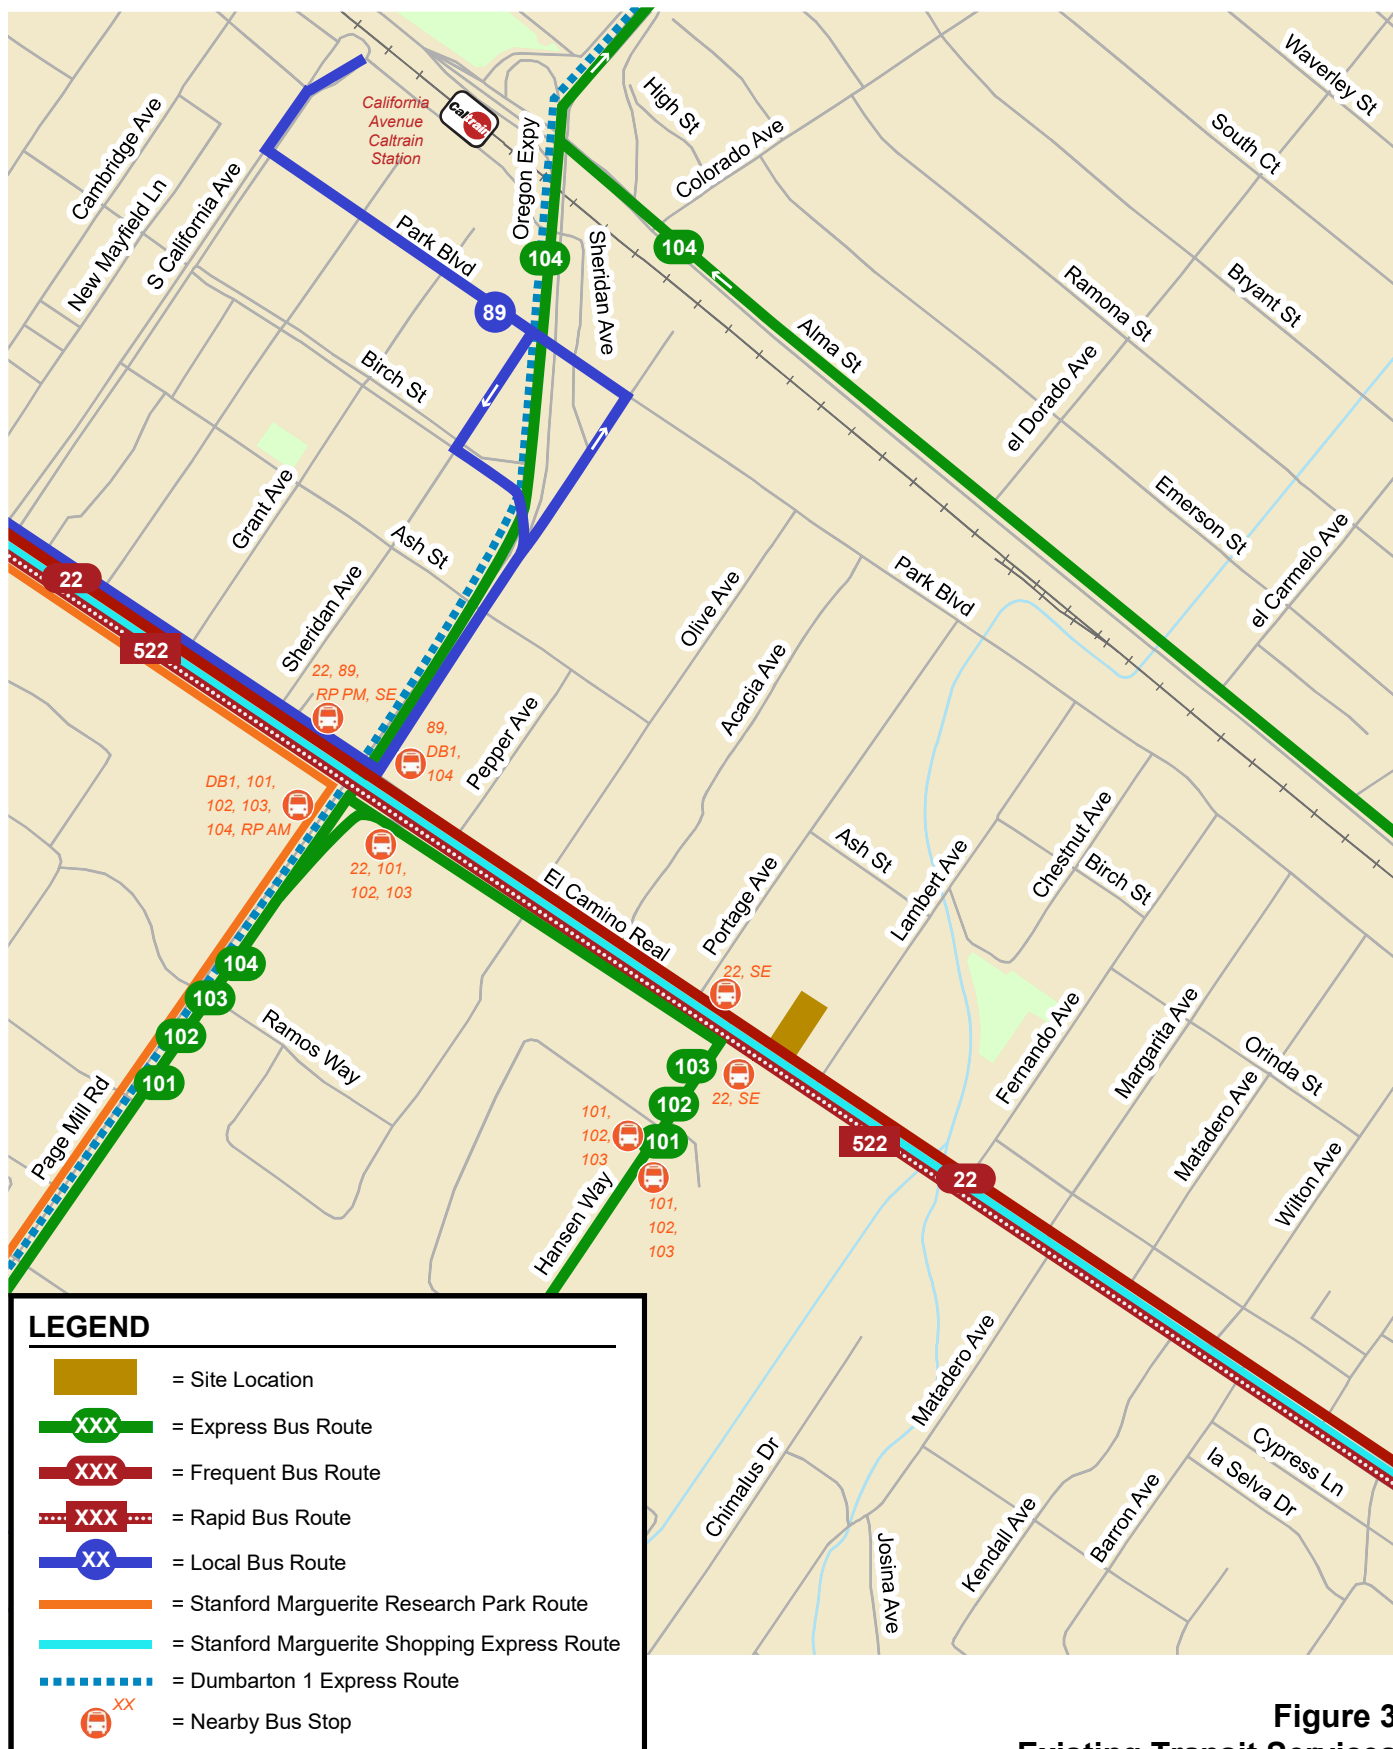 Waverley St
High St
South Ct
Colorado Ave
California
Avenue
Caltrain
Station
Caltrain
Cambridge Ave
New Mayfield Ln
S California Ave
Oregon Expy
Park Blvd
104
Sheridan Ave
104
Bryant St
Ramona St
89
Alma St
Birch St
el Dorado Ave
Grant Ave
Ash St
Emerson St
el Carmelo Ave
22
522
Sheridan Ave
Olive Ave
Park Blvd
Acacia Ave
22, 89,
RP PM, SE
89,
DB1,
104
Pepper Ave
DB1, 101,
102, 103,
104, RP AM
22, 101,
102, 103
El Camino Real
Portage Ave
Ash St
Lambert Ave
Chestnut Ave
Birch St
22, SE
104
103
102
101
Ramos Way
Page Mill Rd
103
102
101
22, SE
101,
102,
103
101,
102,
103
Hansen Way
Fernando Ave
Margarita Ave
Orinda St
Matadero Ave
Wilton Ave
522
22
Matadero Ave
Chimalus Dr
Cypress Ln
la Selva Dr
Barron Ave
Kendall Ave
Josina Ave
LEGEND
= Site Location
XXX = Express Bus Route
XXX = Frequent Bus Route
XXX = Rapid Bus Route
XX = Local Bus Route
= Stanford Marguerite Research Park Route
= Stanford Marguerite Shopping Express Route
= Dumbarton 1 Express Route
XX
= Nearby Bus Stop
Figure 3
Existing Transit Services